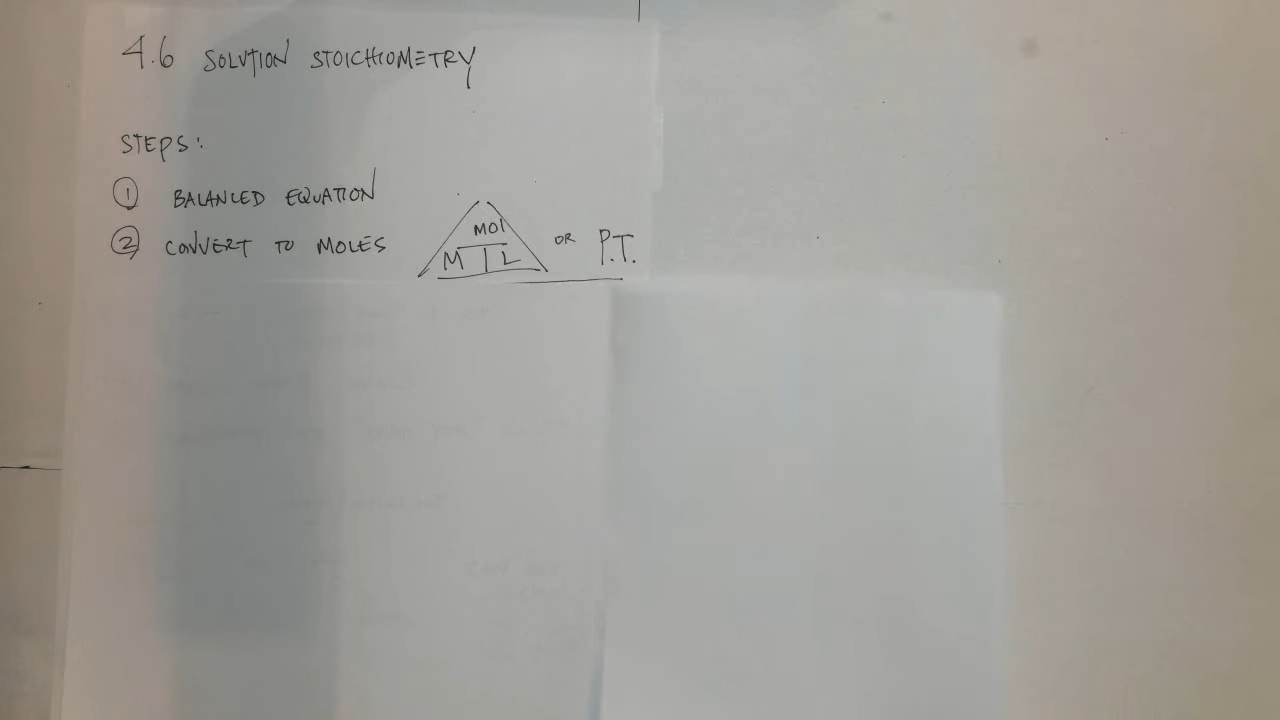 4.6 SOLUTION STOICHIOMETRY
STEPS:
① BALANCED EQUATION
② CONVERT TO MOLES MOl M L OR P.T.